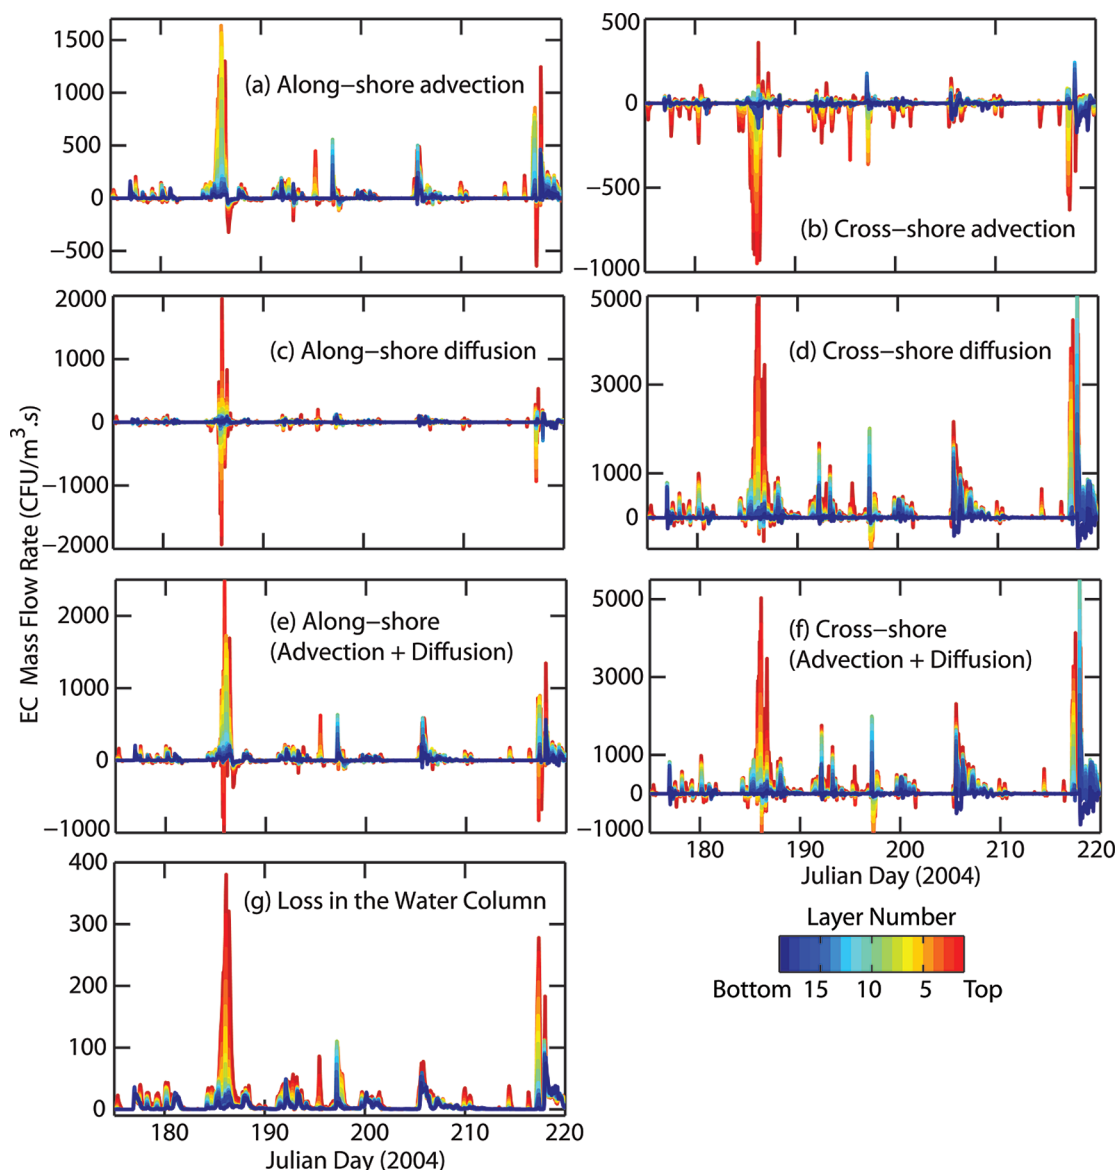 1500
1000
500
0
−500
(a) Along−shore advection
500
0
−500
−1000
(b) Cross−shore advection
2000
1000
0
−1000
−2000
(c) Along−shore diffusion
5000
3000
1000
0
(d) Cross−shore diffusion
EC Mass Flow Rate (CFU/m³.s)
2000
1000
0
−1000
(e) Along−shore
(Advection + Diffusion)
5000
3000
1000
0
−1000
(f) Cross−shore
(Advection + Diffusion)
180 190 200 210 220
Julian Day (2004)
400
300
200
100
0
(g) Loss in the Water Column
180 190 200 210 220
Julian Day (2004)
Layer Number
Bottom 15 10 5 Top